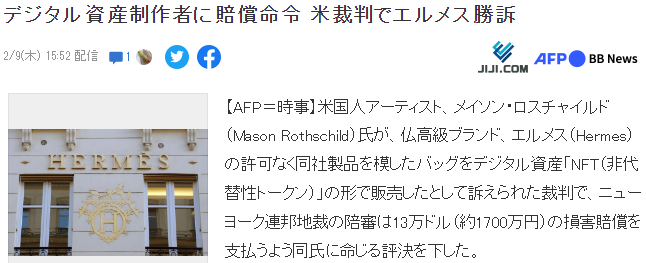 デジタル資産制作者に賠償命令 米裁判でエルメス勝訴
2/9(木) 15:52 配信
1
JIJI.COM
AFP BB News
HERMÈS
【AFP=時事】米国人アーティスト、メイソン・ロスチャイルド
(Mason Rothschild)氏が、仏高級ブランド、エルメス(Hermes)
の許可なく同社製品を模したバッグをデジタル資産「NFT(非代
替性トークン)」の形で販売したとして訴えられた裁判で、ニュー
ヨーク連邦地裁の陪審は13万ドル(約1700万円)の損害賠償を
支払うよう同氏に命じる評決を下した。